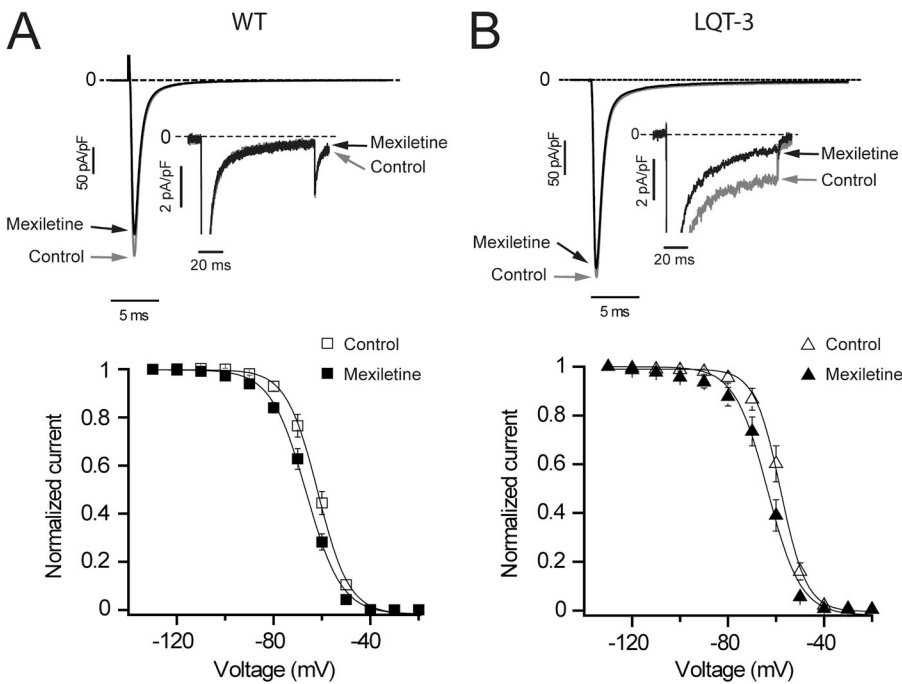 A
WT
0
50 pA/pF
0
2 pA/pF
Mexiletine
Control
20 ms
Mexiletine
Control
5 ms
Control
Mexiletine
Normalized current
1
0.8
0.6
0.4
0.2
0
-120
-80
-40
Voltage (mV)
B
LQT-3
0
50 pA/pF
0
2 pA/pF
Mexiletine
Control
20 ms
Mexiletine
Control
5 ms
Control
Mexiletine
Normalized current
1
0.8
0.6
0.4
0.2
0
-120
-80
-40
Voltage (mV)